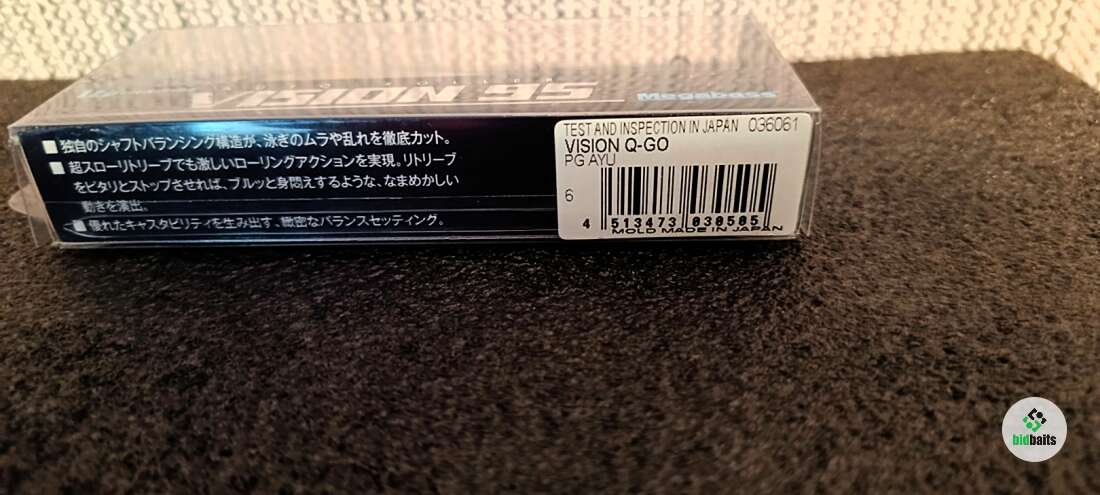 VISION 95
Megabass
■ 独自のシャフトバランシング構造が、泳ぎのムラや乱れを徹底カット。
■ 超スローリトリーブでも激しいローリングアクションを実現。リトリーブ
をピタリとストップさせれば、ブルッと身悶えするような、なまめかしい
動きを演出。
■ 優れたキャスタビリティを生み出す、緻密なバランスセッティング。
TEST AND INSPECTION IN JAPAN 036061
VISION Q-GO
PG AYU
6
4 513473 030505
MOLD MADE IN JAPAN
bidbaits